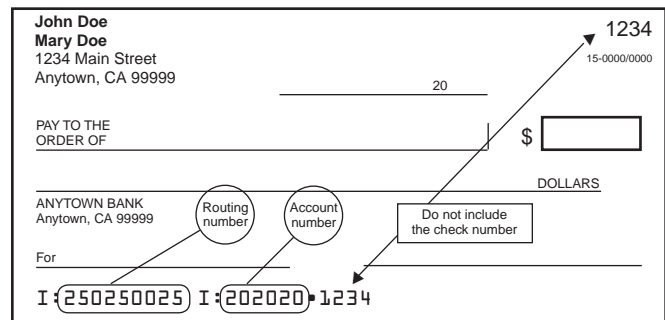 John Doe
1234
Mary Doe
1234 Main Street
15-0000/0000
Anytown, CA 99999
20
PAY TO THE
ORDER OF
$
DOLLARS
ANYTOWN BANK
Anytown, CA 99999
Routing
number
Account
number
Do not include
the check number
For
I:250250025 I:202020 1234